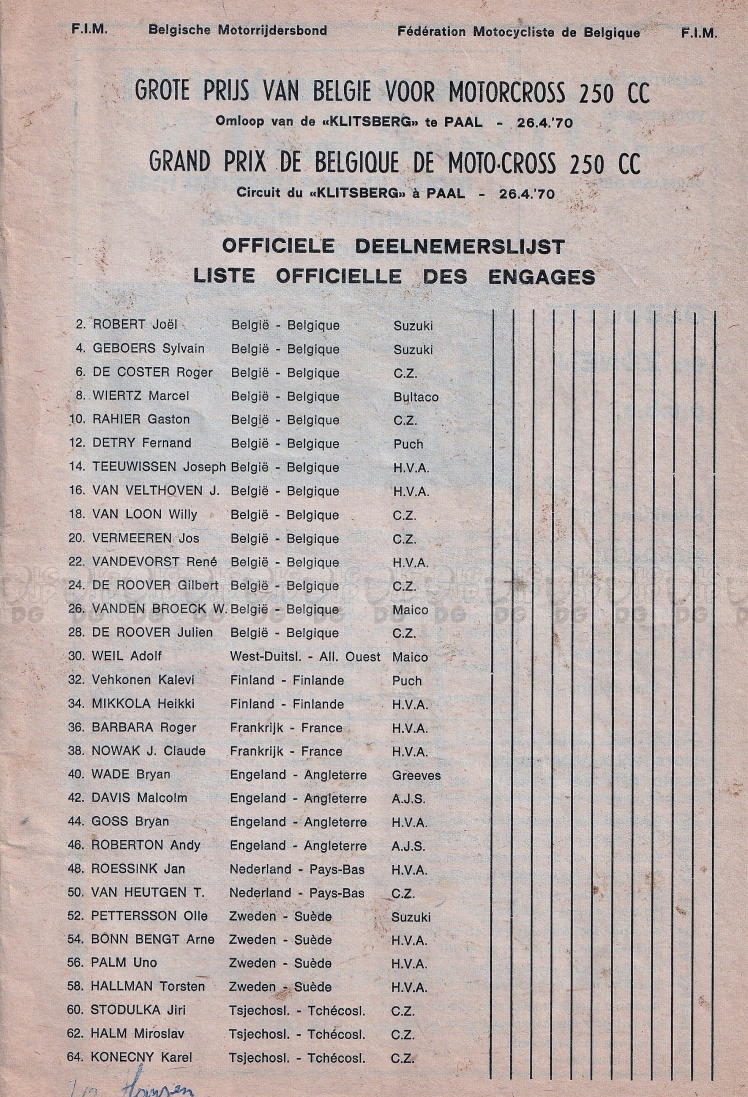 F.I.M. Belgische Motorrijdersbond Fédération Motocycliste de Belgique F.I.M.
GROTE PRIJS VAN BELGIE VOOR MOTORCROSS 250 CC
Omloop van de «KLITSBERG» te PAAL - 26.4.'70
GRAND PRIX DE BELGIQUE DE MOTO-CROSS 250 CC
Circuit du «KLITSBERG» à PAAL - 26.4.'70
OFFICIELE DEELNEMERSLIJST
LISTE OFFICIELLE DES ENGAGES
2. ROBERT Joël België - Belgique Suzuki
4. GEBOERS Sylvain België - Belgique Suzuki
6. DE COSTER Roger België - Belgique C.Z.
8. WIERTZ Marcel België - Belgique Bultaco
10. RAHIER Gaston België - Belgique C.Z.
12. DETRY Fernand België - Belgique Puch
14. TEEUWISSEN Joseph België - Belgique H.V.A.
16. VAN VELTHOVEN J. België - Belgique H.V.A.
18. VAN LOON Willy België - Belgique C.Z.
20. VERMEEREN Jos België - Belgique C.Z.
22. VANDEVORST René België - Belgique H.V.A.
24. DE ROOVER Gilbert België - Belgique C.Z.
26. VANDEN BROECK W. België - Belgique Maico
28. DE ROOVER Julien België - Belgique C.Z.
30. WEIL Adolf West-Duitsl. - All. Ouest Maico
32. Vehkonen Kalevi Finland - Finlande Puch
34. MIKKOLA Heikki Finland - Finlande H.V.A.
36. BARBARA Roger Frankrijk - France H.V.A.
38. NOWAK J. Claude Frankrijk - France H.V.A.
40. WADE Bryan Engeland - Angleterre Greeves
42. DAVIS Malcolm Engeland - Angleterre A.J.S.
44. GOSS Bryan Engeland - Angleterre H.V.A.
46. ROBERTON Andy Engeland - Angleterre A.J.S.
48. ROESSINK Jan Nederland - Pays-Bas H.V.A.
50. VAN HEUTGEN T. Nederland - Pays-Bas C.Z.
52. PETTERSSON Olle Zweden - Suède Suzuki
54. BÖNN BENGT Arne Zweden - Suède H.V.A.
56. PALM Uno Zweden - Suède H.V.A.
58. HALLMAN Torsten Zweden - Suède H.V.A.
60. STODULKA Jiri Tsjechosl. - Tchécosl. C.Z.
62. HALM Miroslav Tsjechosl. - Tchécosl. C.Z.
64. KONECNY Karel Tsjechosl. - Tchécosl. C.Z.
Hansen